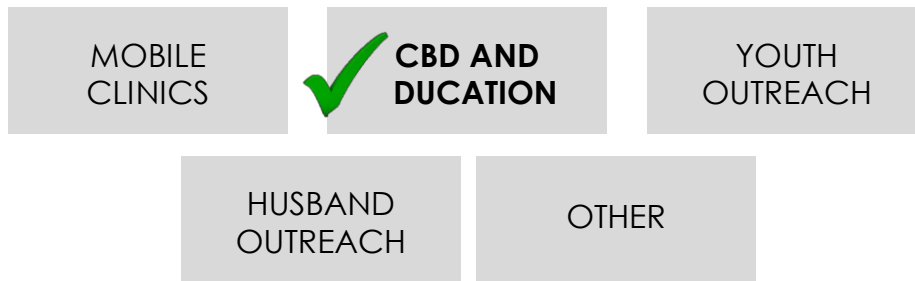 MOBILE
CLINICS
CBD AND
DUCATION
YOUTH
OUTREACH
HUSBAND
OUTREACH
OTHER